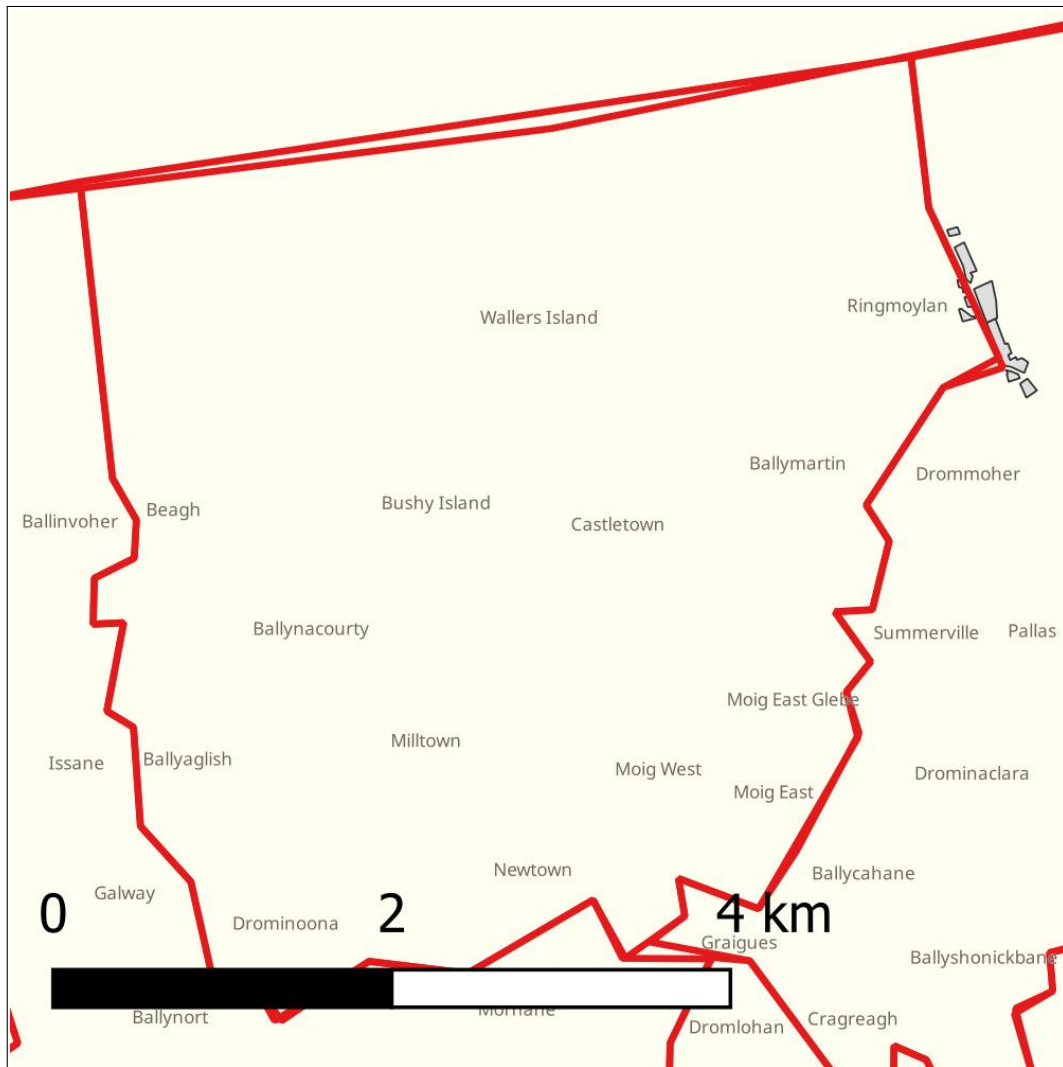 Ringmoylan
Wallers Island
Ballymartin
Drommoher
Bushy Island
Beagh
Ballinvoher
Castletown
Ballynacourty
Summerville
Pallas
Moig East Glebe
Milltown
Ballyaglish
Issane
Moig West
Drominaclara
Moig East
Newtown
Ballycahane
Galway
0
2
4 km
Drominoona
Graigues
Ballyshonickbane
Mornane
Ballynort
Cragreagh
Dromlohan